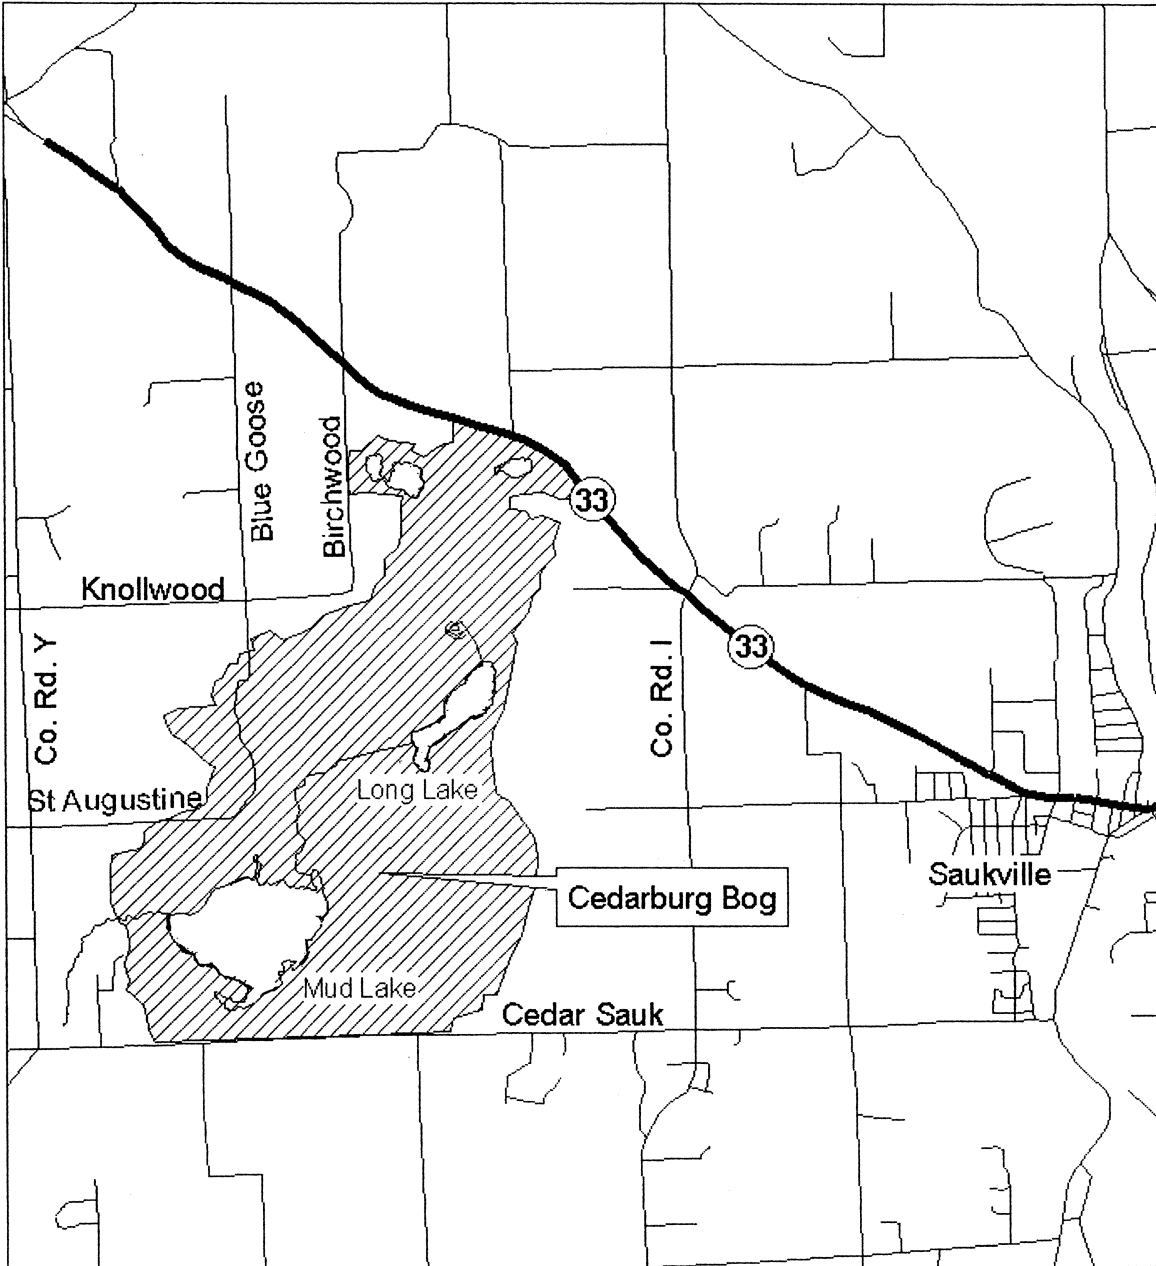 Blue Goose
Birchwood
33
Knollwood
33
Co. Rd. Y
Co. Rd. I
St Augustine
Long Lake
Saukville
Cedarburg Bog
Mud Lake
Cedar Sauk